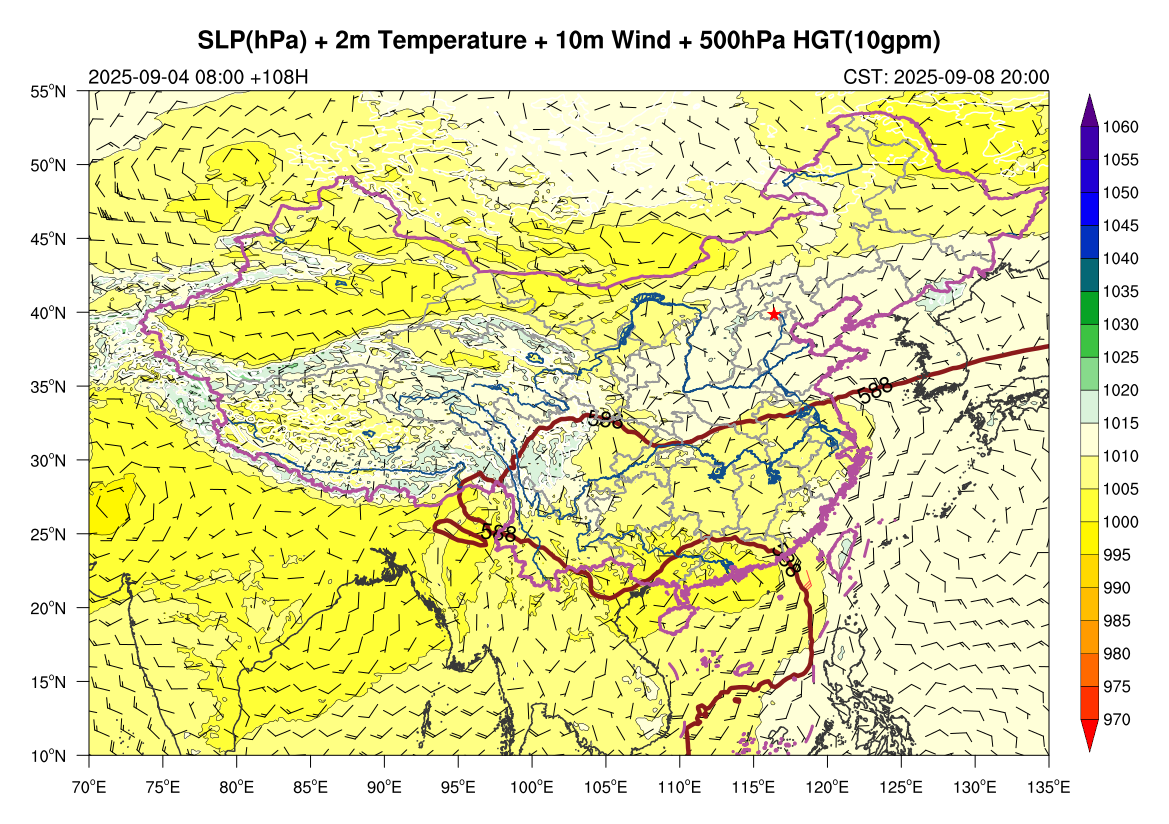 SLP(hPa) + 2m Temperature + 10m Wind + 500hPa HGT(10gpm)
2025-09-04 08:00 +108H
CST: 2025-09-08 20:00
55°N
50°N
45°N
40°N
35°N
30°N
25°N
20°N
15°N
10°N
588
588
588
588
70°E
75°E
80°E
85°E
90°E
95°E
100°E
105°E
110°E
115°E
120°E
125°E
130°E
135°E
1060
1055
1050
1045
1040
1035
1030
1025
1020
1015
1010
1005
1000
995
990
985
980
975
970